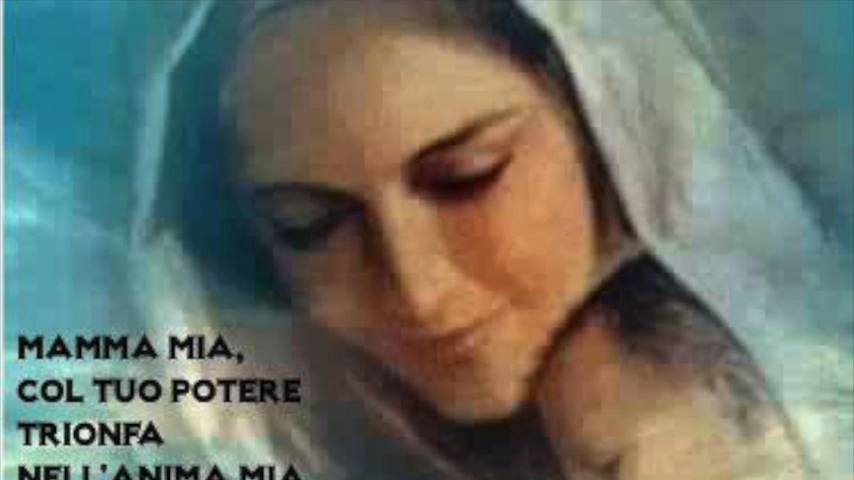 MAMMA MIA,
COL TUO POTERE
TRIONFA
NELL'ANIMA MIA